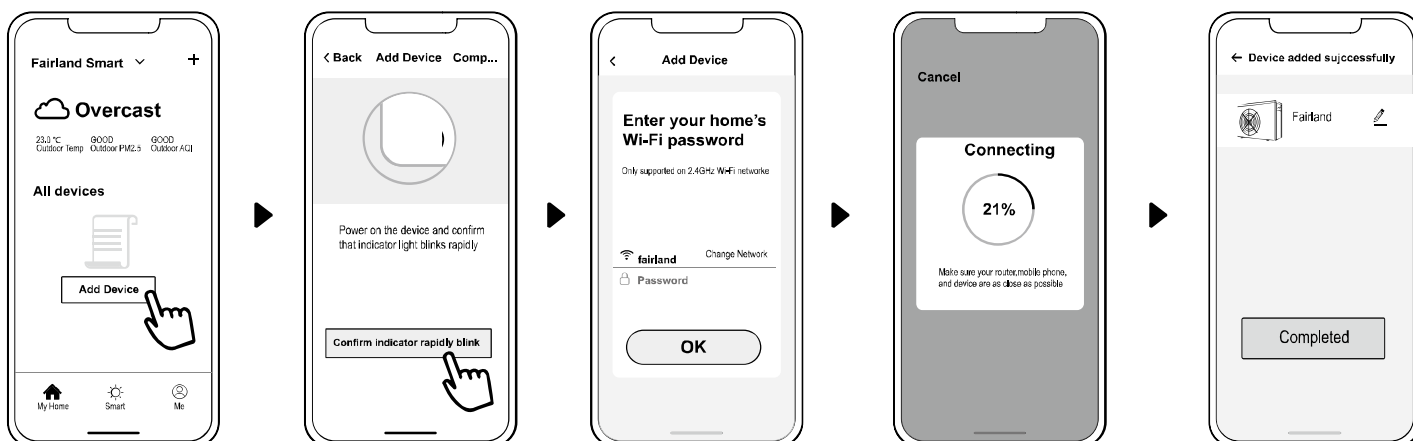 Fairland Smart
+
Overcast
23.0 °C GOOD GOOD
Outdoor Temp Outdoor PM2.5 Outdoor AQI
All devices
Add Device
My Home Smart Me
< Back Add Device Comp...
Power on the device and confirm
that indicator light blinks rapidly
Confirm indicator rapidly blink
< Add Device
Enter your home's
Wi-Fi password
Only supported on 2.4GHz Wi-Fi networke
fairland Change Network
Password
OK
Cancel
Connecting
21%
Make sure your router,mobile phone,
and device are as close as possible
← Device added sujccessfully
Fairland
Completed